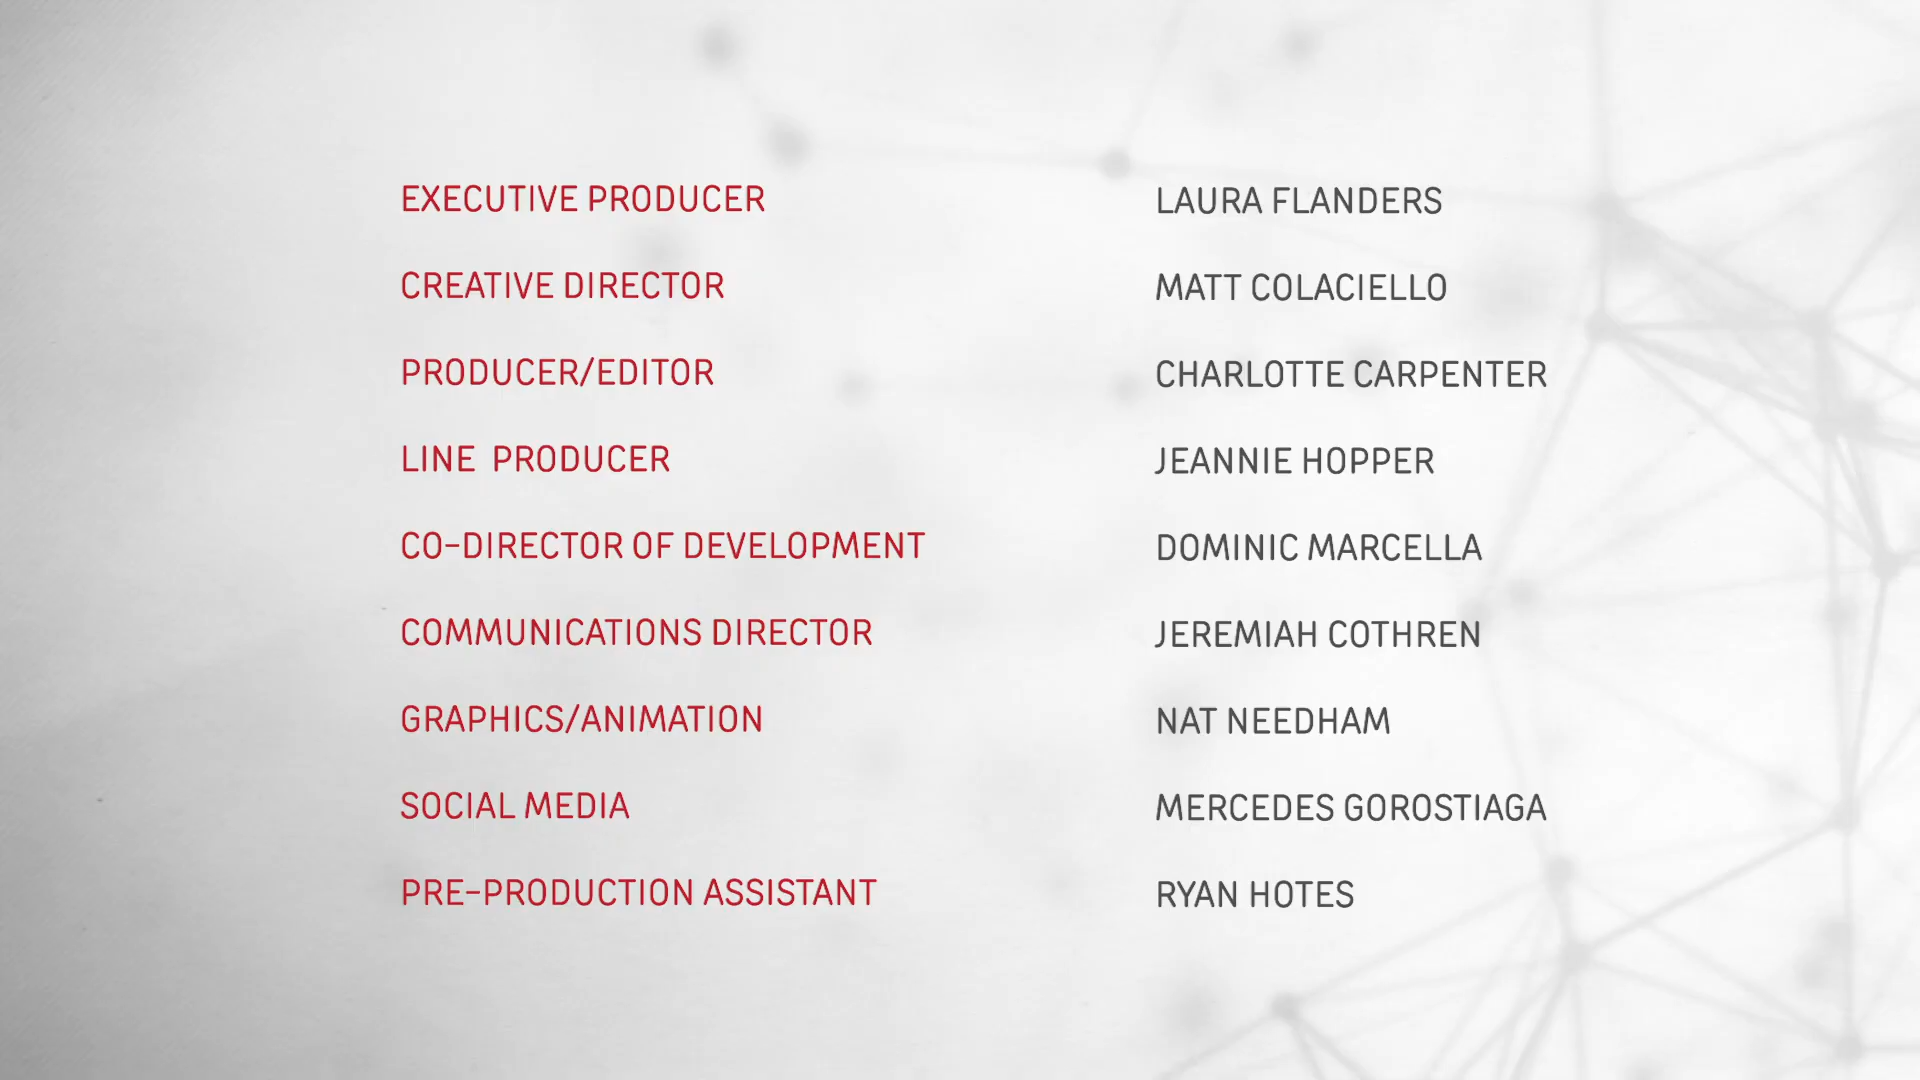 EXECUTIVE PRODUCER LAURA FLANDERS
CREATIVE DIRECTOR MATT COLACIELLO
PRODUCER/EDITOR CHARLOTTE CARPENTER
LINE PRODUCER JEANNIE HOPPER
CO-DIRECTOR OF DEVELOPMENT DOMINIC MARCELLA
COMMUNICATIONS DIRECTOR JEREMIAH COTHREN
GRAPHICS/ANIMATION NAT NEEDHAM
SOCIAL MEDIA MERCEDES GOROSTIAGA
PRE-PRODUCTION ASSISTANT RYAN HOTES